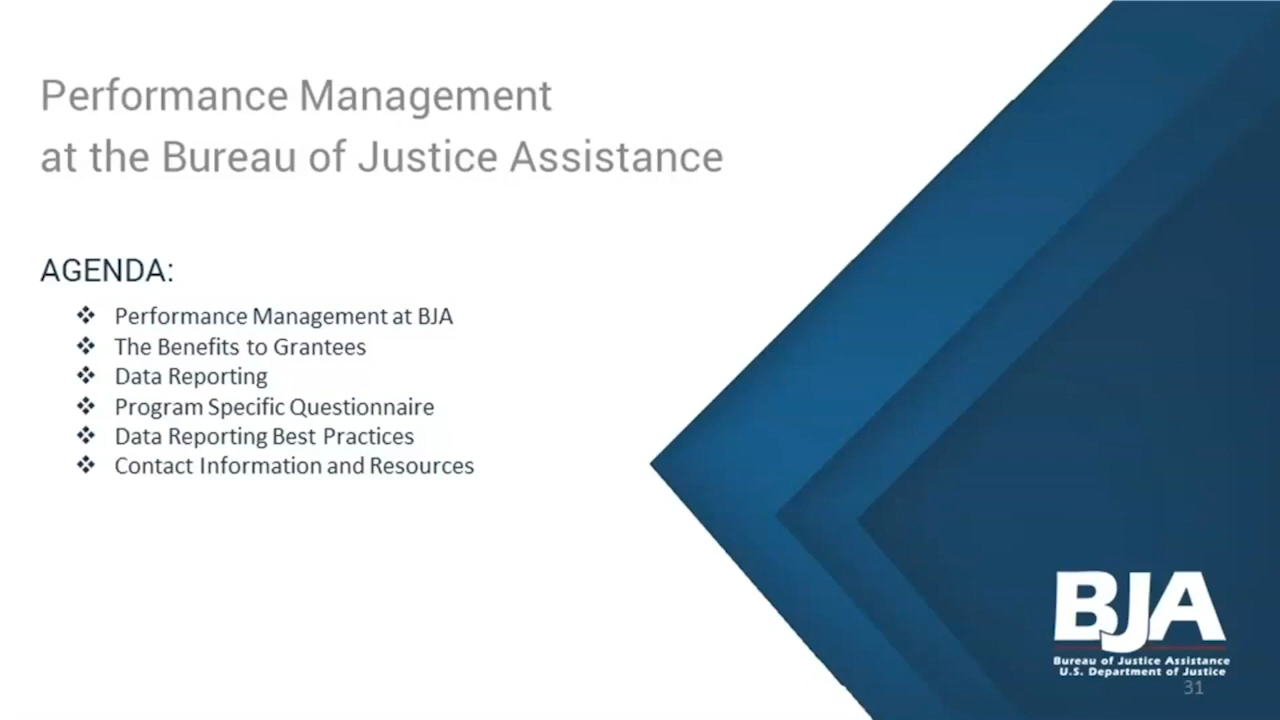 Performance Management
at the Bureau of Justice Assistance
AGENDA:
❖ Performance Management at BJA
❖ The Benefits to Grantees
❖ Data Reporting
❖ Program Specific Questionnaire
❖ Data Reporting Best Practices
❖ Contact Information and Resources
BJA
Bureau of Justice Assistance
U.S. Department of Justice
31